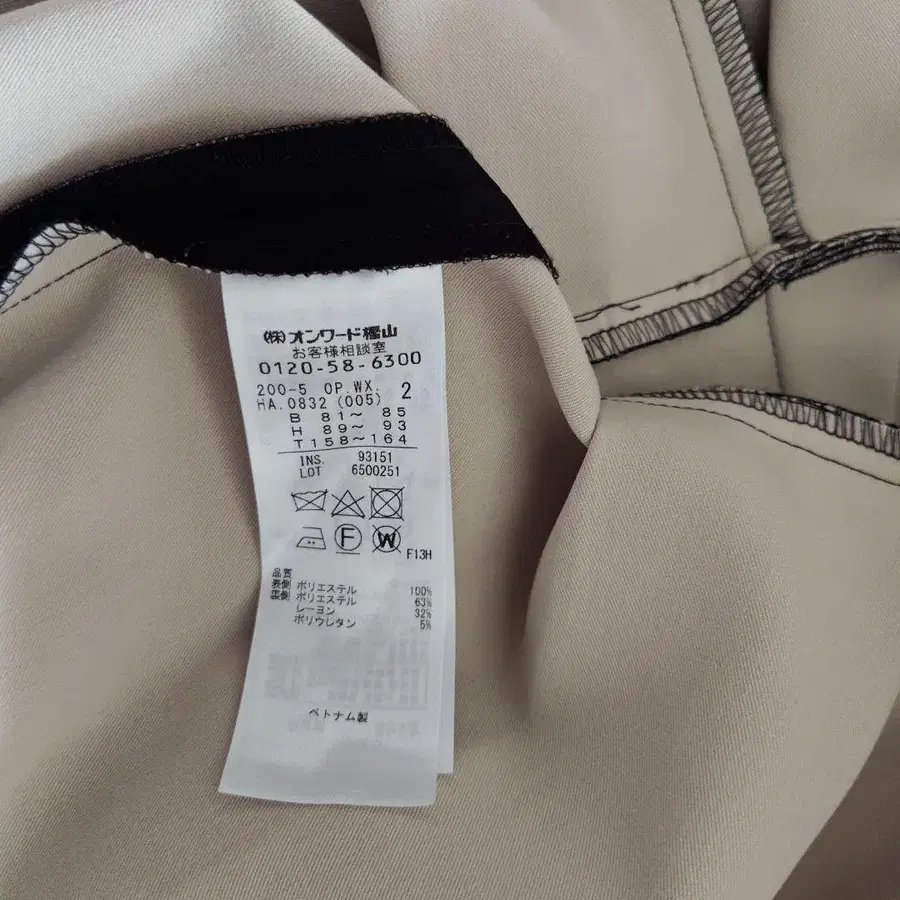 ㈱オンワード樫山
お客様相談室
0120-58-6300
200-5 OP.WX. 2
HA.0832 (005)
B 81〜 85
H 89〜 93
T158〜164
INS. 93151
LOT 6500251
F
W
F13H
品質
表側 ポリエステル 100%
裏側 ポリエステル 63%
レーヨン 32%
ポリウレタン 5%
ベトナム製